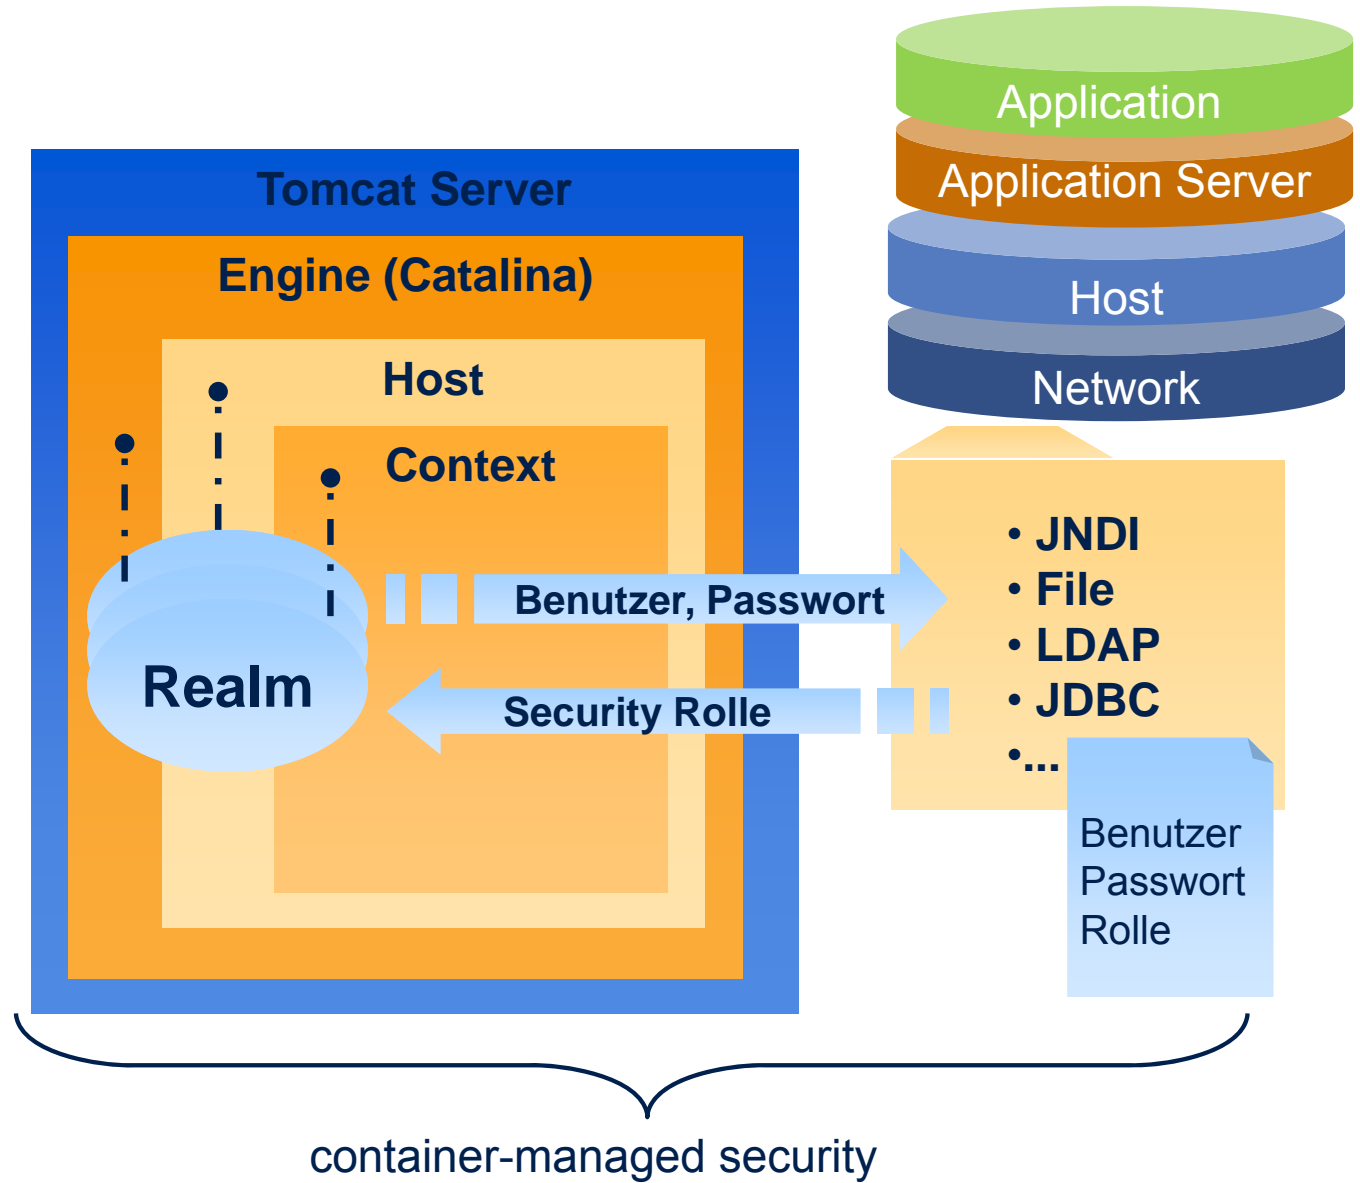 Application
Application Server
Host
Network
Tomcat Server
Engine (Catalina)
Host
Context
Realm
Benutzer, Passwort
Security Rolle
• JNDI
• File
• LDAP
• JDBC
•...
Benutzer
Passwort
Rolle
container-managed security